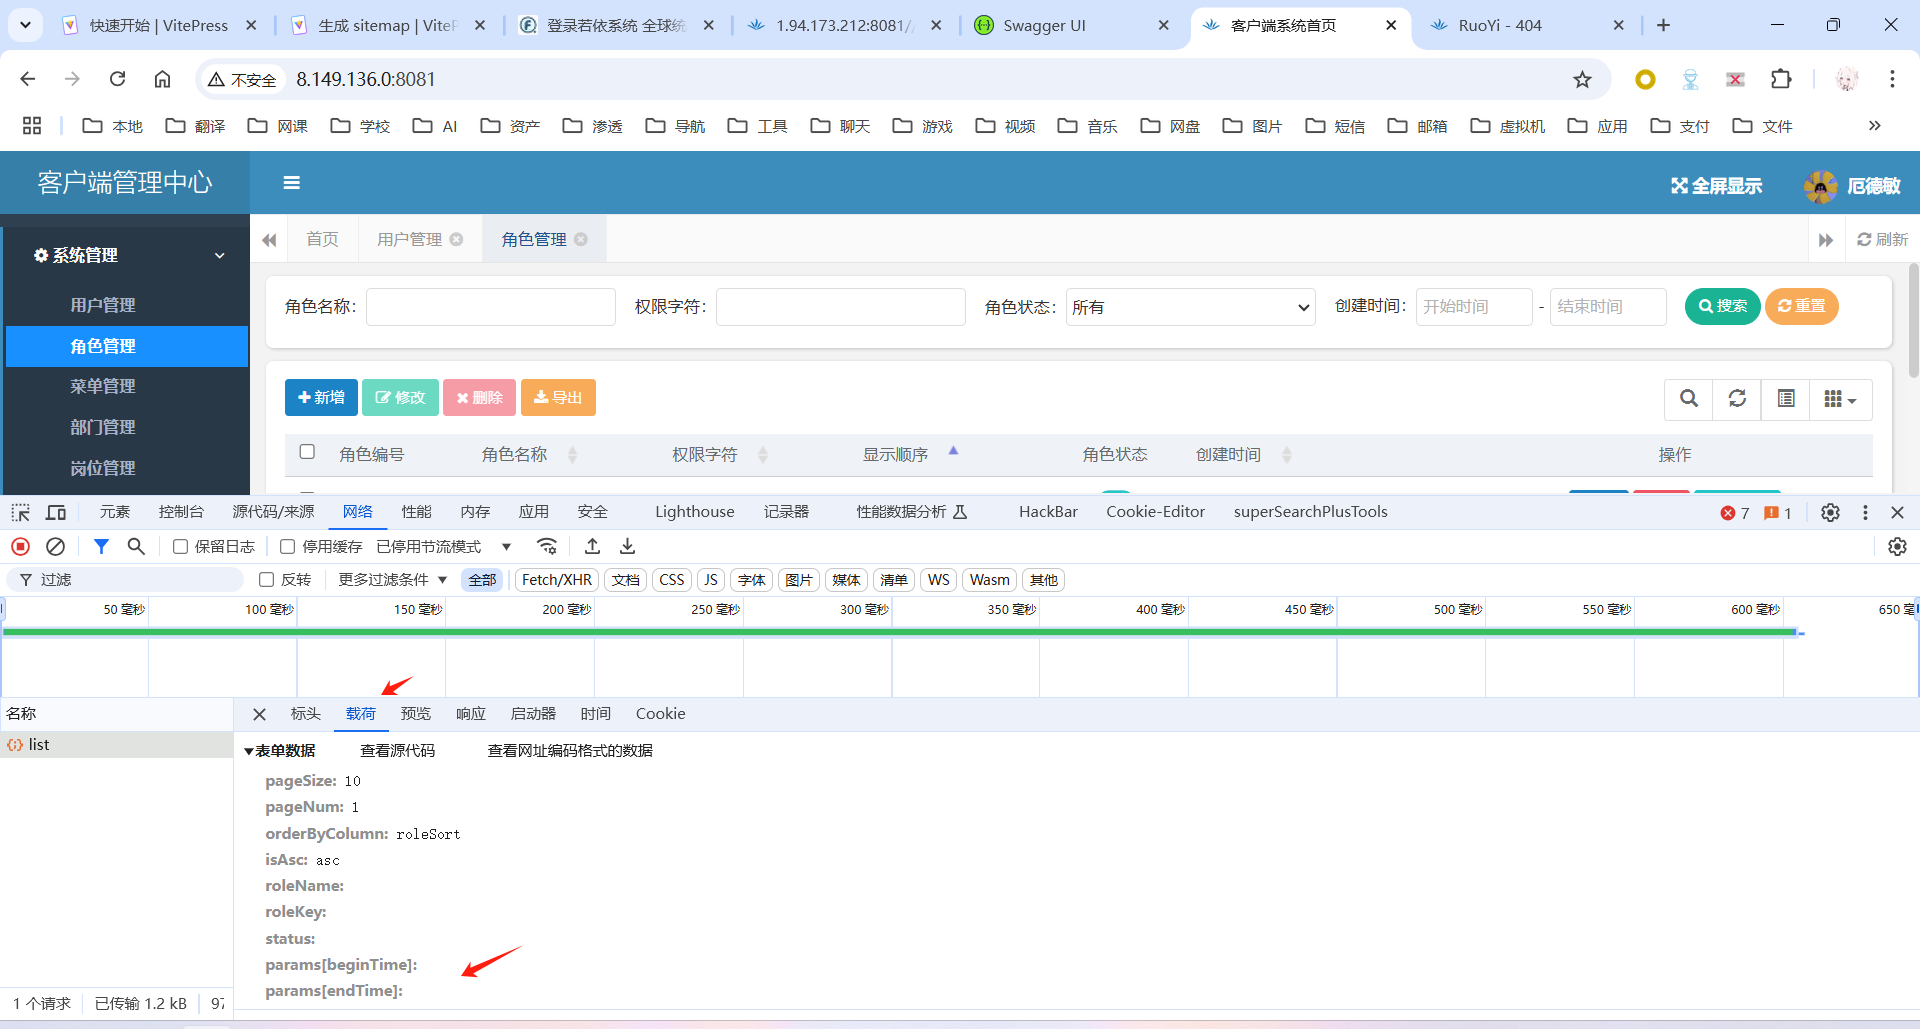 快速开始 | VitePress
生成 sitemap | ViteP
登录若依系统 全球统
1.94.173.212:8081//
Swagger UI
客户端系统首页
RuoYi - 404
不安全 8.149.136.0:8081
本地 翻译 网课 学校 AI 资产 渗透 导航 工具 聊天 游戏 视频 音乐 网盘 图片 短信 邮箱 虚拟机 应用 支付 文件
客户端管理中心
全屏显示 厄德敏
系统管理
用户管理
角色管理
菜单管理
部门管理
岗位管理
首页 用户管理 角色管理 刷新
角色名称： 权限字符： 角色状态： 所有 创建时间： 开始时间 - 结束时间 搜索 重置
新增 修改 删除 导出
角色编号 角色名称 权限字符 显示顺序 角色状态 创建时间 操作
元素 控制台 源代码/来源 网络 性能 内存 应用 安全 Lighthouse 记录器 性能数据分析 HackBar Cookie-Editor superSearchPlusTools 7 1
保留日志 停用缓存 已停用节流模式
过滤 反转 更多过滤条件 全部 Fetch/XHR 文档 CSS JS 字体 图片 媒体 清单 WS Wasm 其他
50 毫秒 100 毫秒 150 毫秒 200 毫秒 250 毫秒 300 毫秒 350 毫秒 400 毫秒 450 毫秒 500 毫秒 550 毫秒 600 毫秒 650 毫
名称
list
标头 载荷 预览 响应 启动器 时间 Cookie
表单数据 查看源代码 查看网址编码格式的数据
pageSize: 10
pageNum: 1
orderByColumn: roleSort
isAsc: asc
roleName:
roleKey:
status:
params[beginTime]:
params[endTime]:
1 个请求 已传输 1.2 kB 97